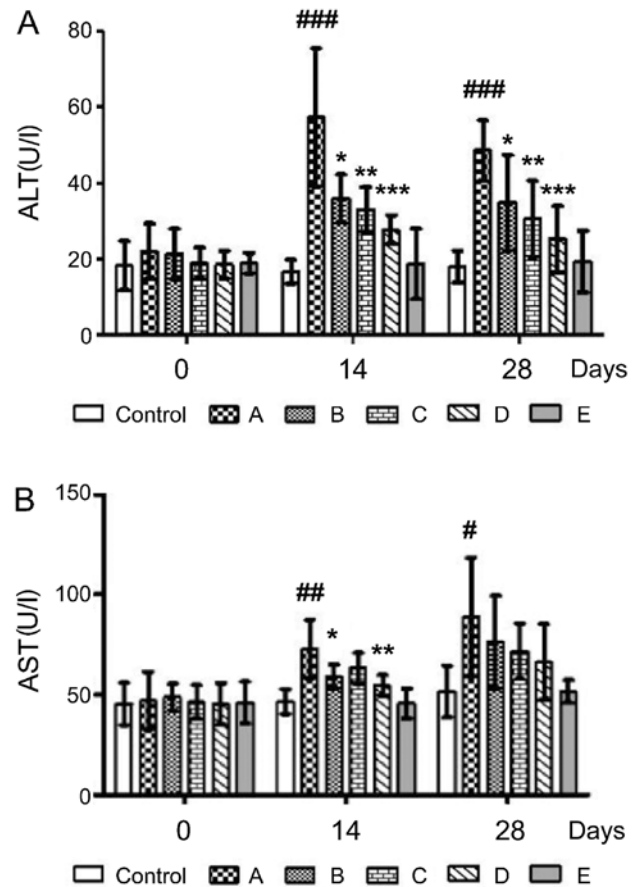 A
ALT(U/l)
80
60
40
20
0
###
*
**
***
###
*
**
***
0 14 28 Days
Control A B C D E
B
AST(U/l)
150
100
50
0
##
*
**
#
0 14 28 Days
Control A B C D E